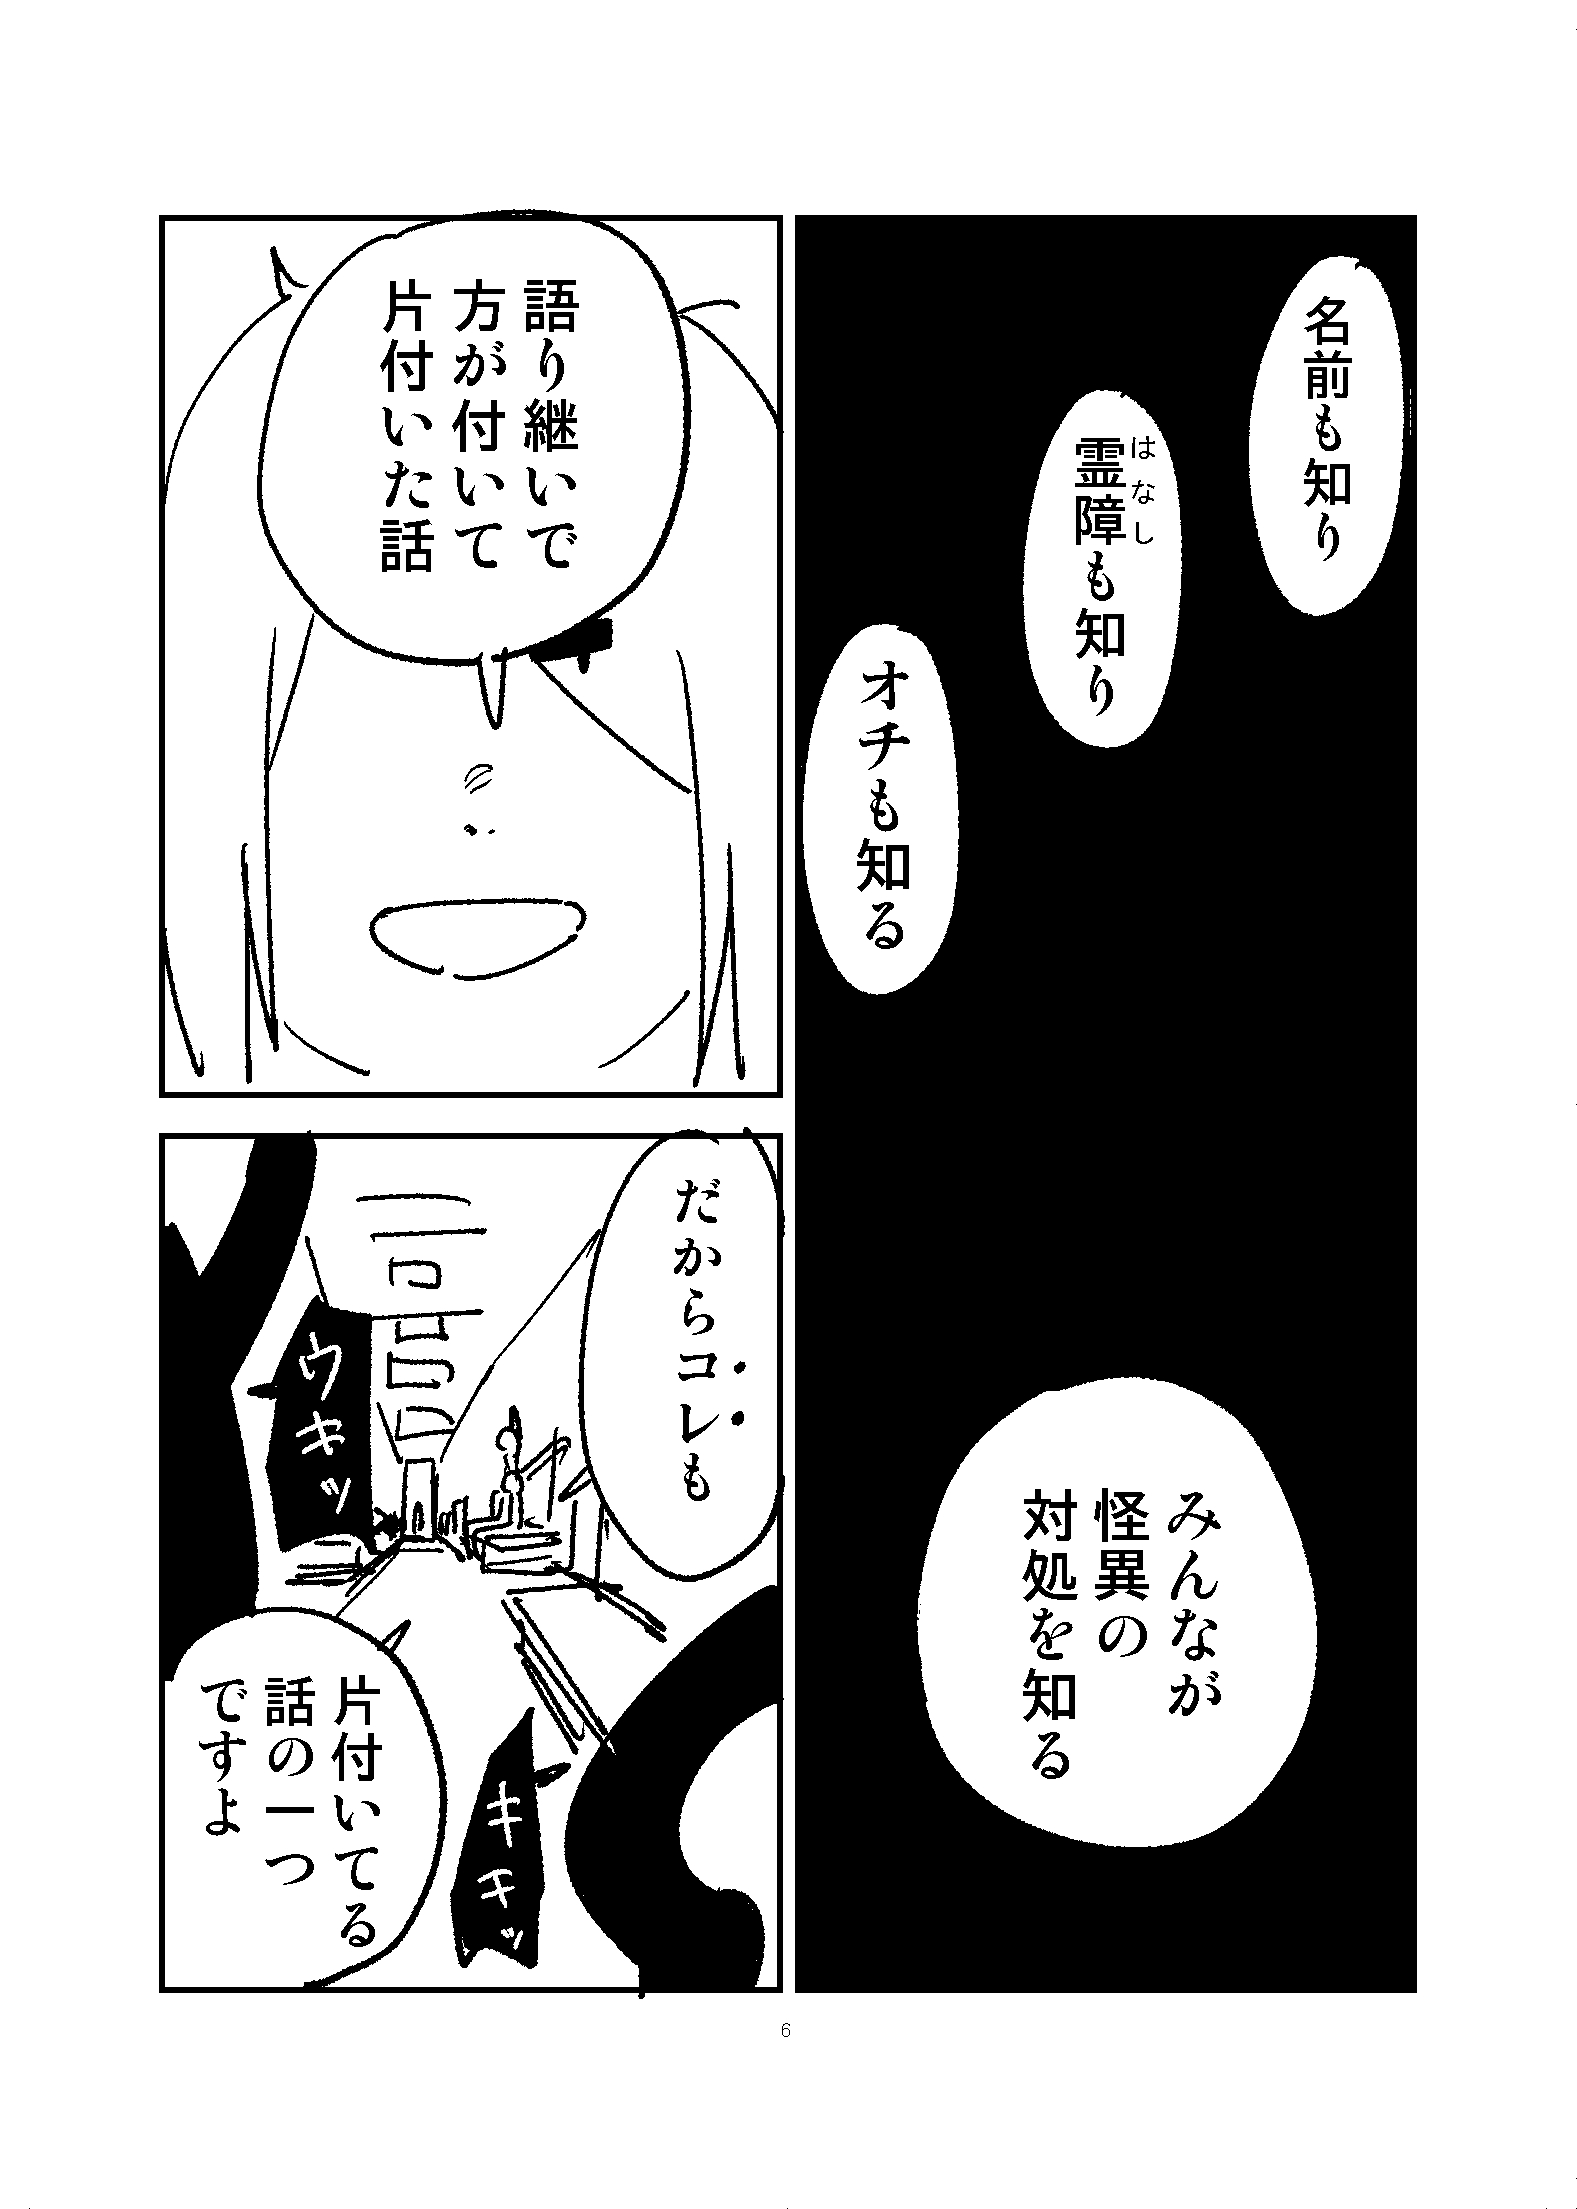 名前も知り
霊障も知り
はなし
オチも知る
みんなが
怪異の
対処を知る
語り継いで
方が付いて
片付いた話
だからコレも
ウキッ
キキッ
片付いてる
話の一つ
ですよ
6